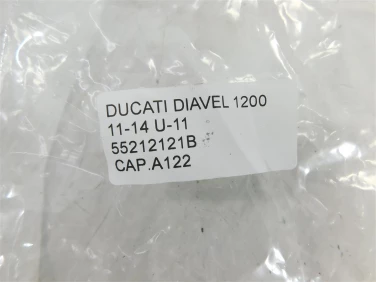 DUCATI DIAVEL 1200
11-14 U-11
55212121B
CAP.A122